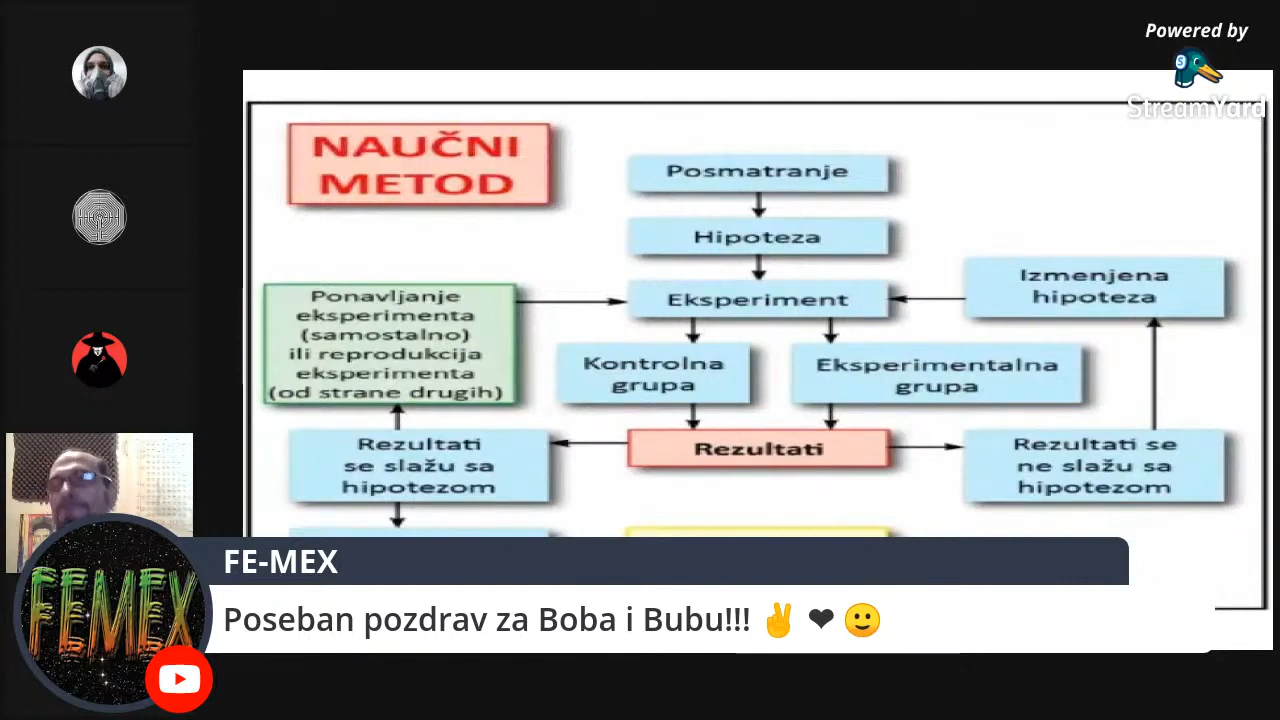 Powered by
StreamYard
NAUČNI
METOD
Posmatranje
Hipoteza
Eksperiment
Izmenjena
hipoteza
Ponavljanje
eksperimenta
(samostalno)
ili reprodukcija
eksperimenta
(od strane drugih)
Kontrolna
grupa
Eksperimentalna
grupa
Rezultati
se slažu sa
hipotezom
Rezultati
Rezultati se
ne slažu sa
hipotezom
FEMEX
FE-MEX
Poseban pozdrav za Boba i Bubu!!! ✌️ ❤ 🙂